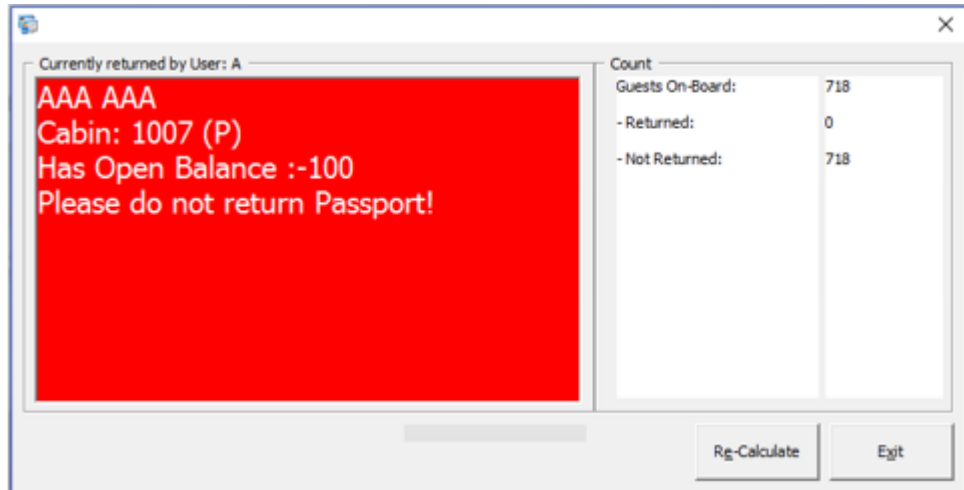 Currently returned by User: A
AAA AAA
Cabin: 1007 (P)
Has Open Balance :-100
Please do not return Passport!
Count
Guests On-Board: 718
- Returned: 0
- Not Returned: 718
Re-Calculate
Exit